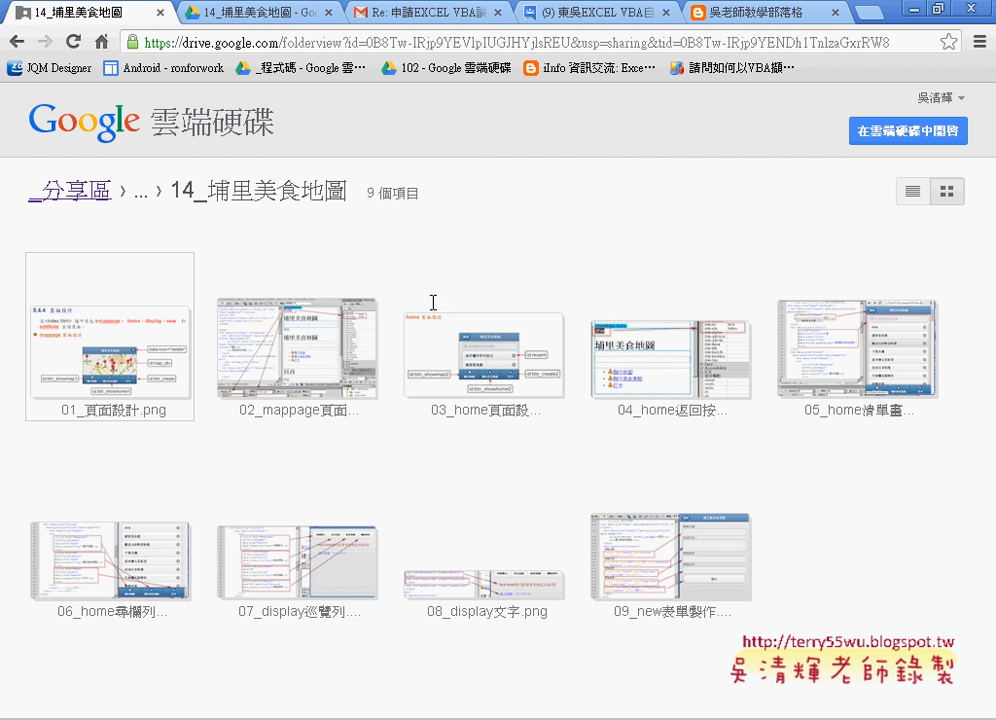 14_埔里美食地圖
14_埔里美食地圖 - Goo
Re: 申請EXCEL VBA論
(9) 東吳EXCEL VBA自
吳老師教學部落格
https://drive.google.com/folderview?id=0B8Tw-IRjp9YEVlpIUGJHYjlsREU&usp=sharing&tid=0B8Tw-IRjp9YENDh1TnlzaGxrRW8
JQM Designer
Android - ronforwork
_程式碼 - Google 雲…
102 - Google 雲端硬碟
iInfo 資訊交流: Exce…
請問如何以VBA擷…
吳清輝
Google 雲端硬碟
在雲端硬碟中開啓
_分享區 › ... › 14_埔里美食地圖 9 個項目
01_頁面設計.png
02_mappage頁面…
03_home頁面設…
04_home返回按…
05_home清單畫…
06_home尋欄列…
07_display巡覽列....
08_display文字.png
09_new表單製作....
http://terry55wu.blogspot.tw
吳清輝老師錄製